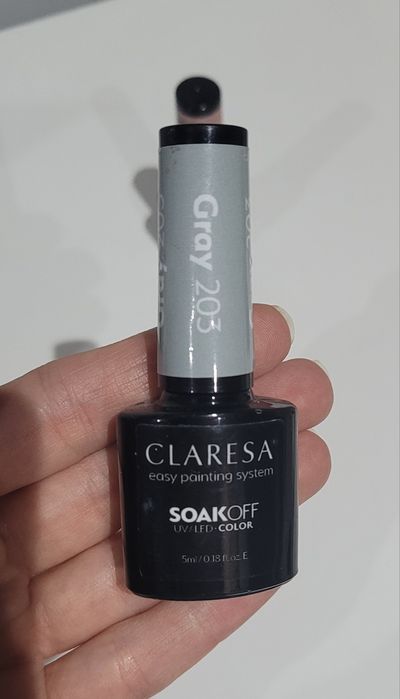 Gray 203
CLARESA
easy painting system
SOAKOFF
UV/LED·COLOR
5ml / 0.18 fl.oz. E